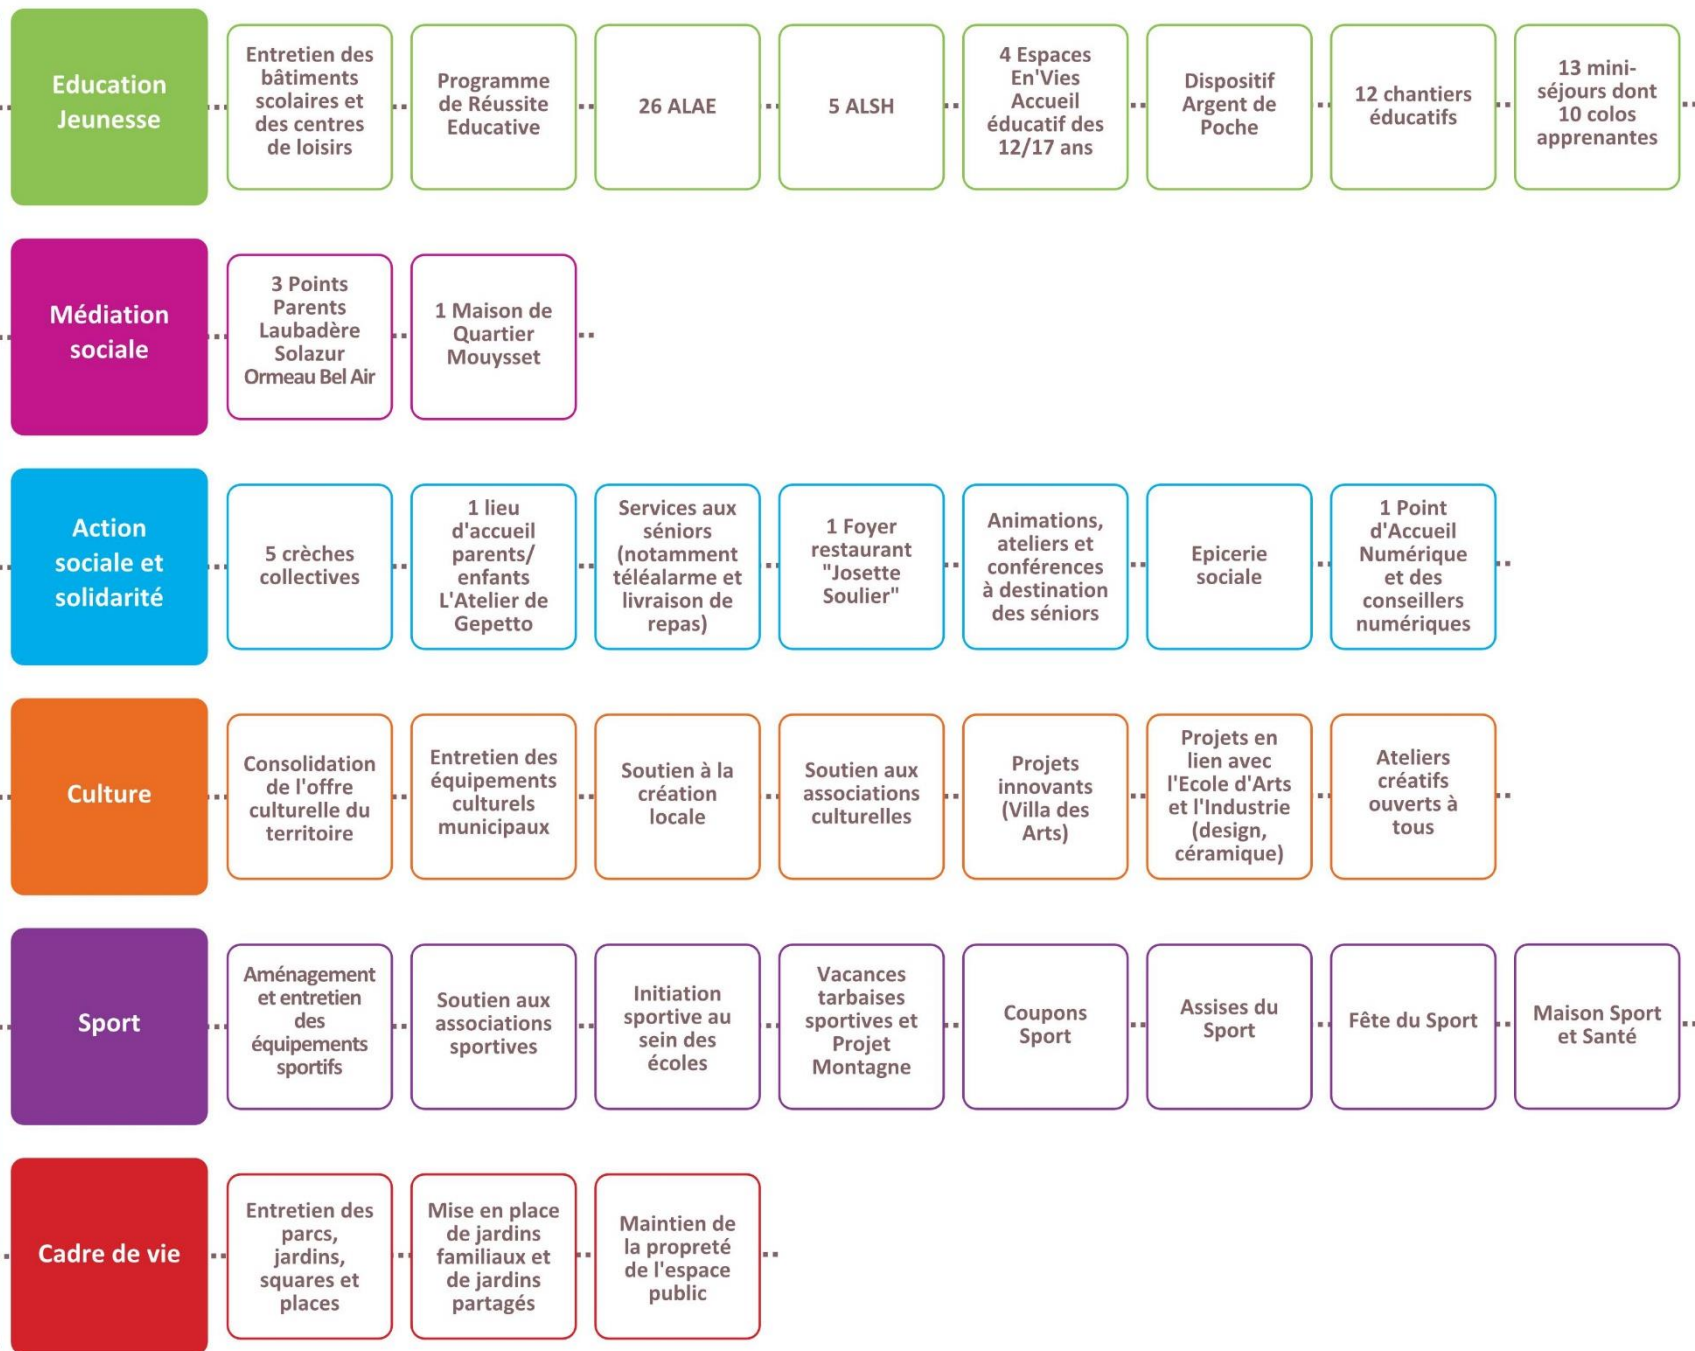 Education
Jeunesse
Entretien des
bâtiments
scolaires et
des centres
de loisirs
Programme
de Réussite
Educative
26 ALAE
5 ALSH
4 Espaces
En'Vies
Accueil
éducatif des
12/17 ans
Dispositif
Argent de
Poche
12 chantiers
éducatifs
13 mini-
séjours dont
10 colos
apprenantes
Médiation
sociale
3 Points
Parents
Laubadère
Solazur
Ormeau Bel Air
1 Maison de
Quartier
Mouysset
Action
sociale et
solidarité
5 crèches
collectives
1 lieu
d'accueil
parents/
enfants
L'Atelier de
Gepetto
Services aux
séniors
(notamment
téléalarme et
livraison de
repas)
1 Foyer
restaurant
"Josette
Soulier"
Animations,
ateliers et
conférences
à destination
des séniors
Epicerie
sociale
1 Point
d'Accueil
Numérique
et des
conseillers
numériques
Culture
Consolidation
de l'offre
culturelle du
territoire
Entretien des
équipements
culturels
municipaux
Soutien à la
création
locale
Soutien aux
associations
culturelles
Projets
innovants
(Villa des
Arts)
Projets en
lien avec
l'Ecole d'Arts
et l'Industrie
(design,
céramique)
Ateliers
créatifs
ouverts à
tous
Sport
Aménagement
et entretien
des
équipements
sportifs
Soutien aux
associations
sportives
Initiation
sportive au
sein des
écoles
Vacances
tarbaises
sportives et
Projet
Montagne
Coupons
Sport
Assises du
Sport
Fête du Sport
Maison Sport
et Santé
Cadre de vie
Entretien des
parcs,
jardins,
squares et
places
Mise en place
de jardins
familiaux et
de jardins
partagés
Maintien de
la propreté
de l'espace
public